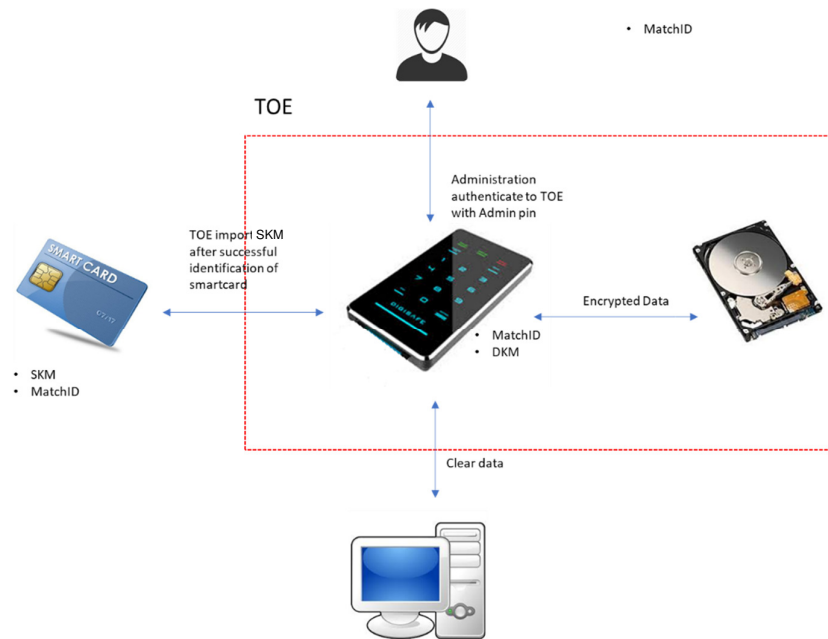 • MatchID
TOE
Administration
authenticate to TOE
with Admin pin
TOE import SKM
after successful
identification of
smartcard
SMART CARD
DIGISAFE
Encrypted Data
• MatchID
• DKM
• SKM
• MatchID
Clear data